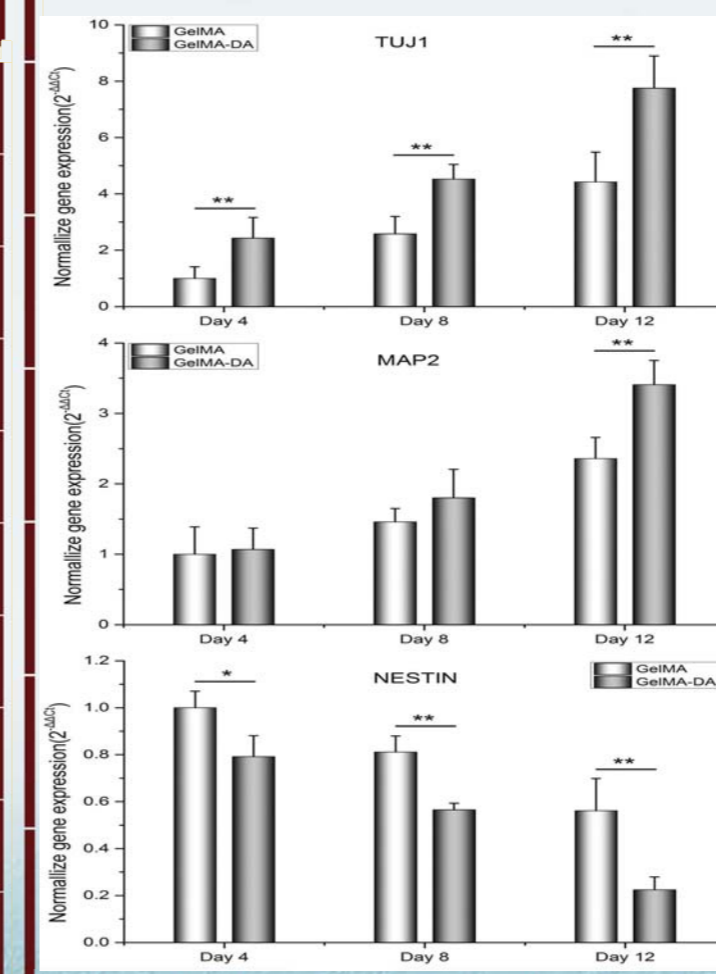 GelMA
GelMA-DA
TUJ1
**
**
**
Normallize gene expression(2-ΔΔCt)
10
8
6
4
2
0
Day 4
Day 8
Day 12
GelMA
GelMA-DA
MAP2
**
Normallize gene expression(2-ΔΔCt)
4
3
2
1
0
Day 4
Day 8
Day 12
NESTIN
GelMA
GelMA-DA
*
**
**
Normallize gene expression(2-ΔΔCt)
1.2
1.0
0.8
0.6
0.4
0.2
0.0
Day 4
Day 8
Day 12